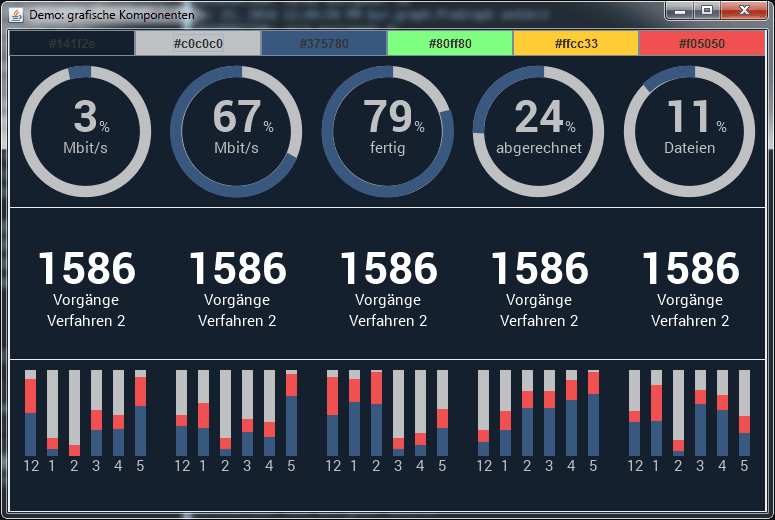 Demo: grafische Komponenten
#141f2e #c0c0c0 #375780 #80ff80 #ffcc33 #f05050
3% 67% 79% 24% 11%
Mbit/s Mbit/s fertig abgerechnet Dateien
1586 1586 1586 1586 1586
Vorgänge Vorgänge Vorgänge Vorgänge Vorgänge
Verfahren 2 Verfahren 2 Verfahren 2 Verfahren 2 Verfahren 2
12 1 2 3 4 5 12 1 2 3 4 5 12 1 2 3 4 5 12 1 2 3 4 5 12 1 2 3 4 5